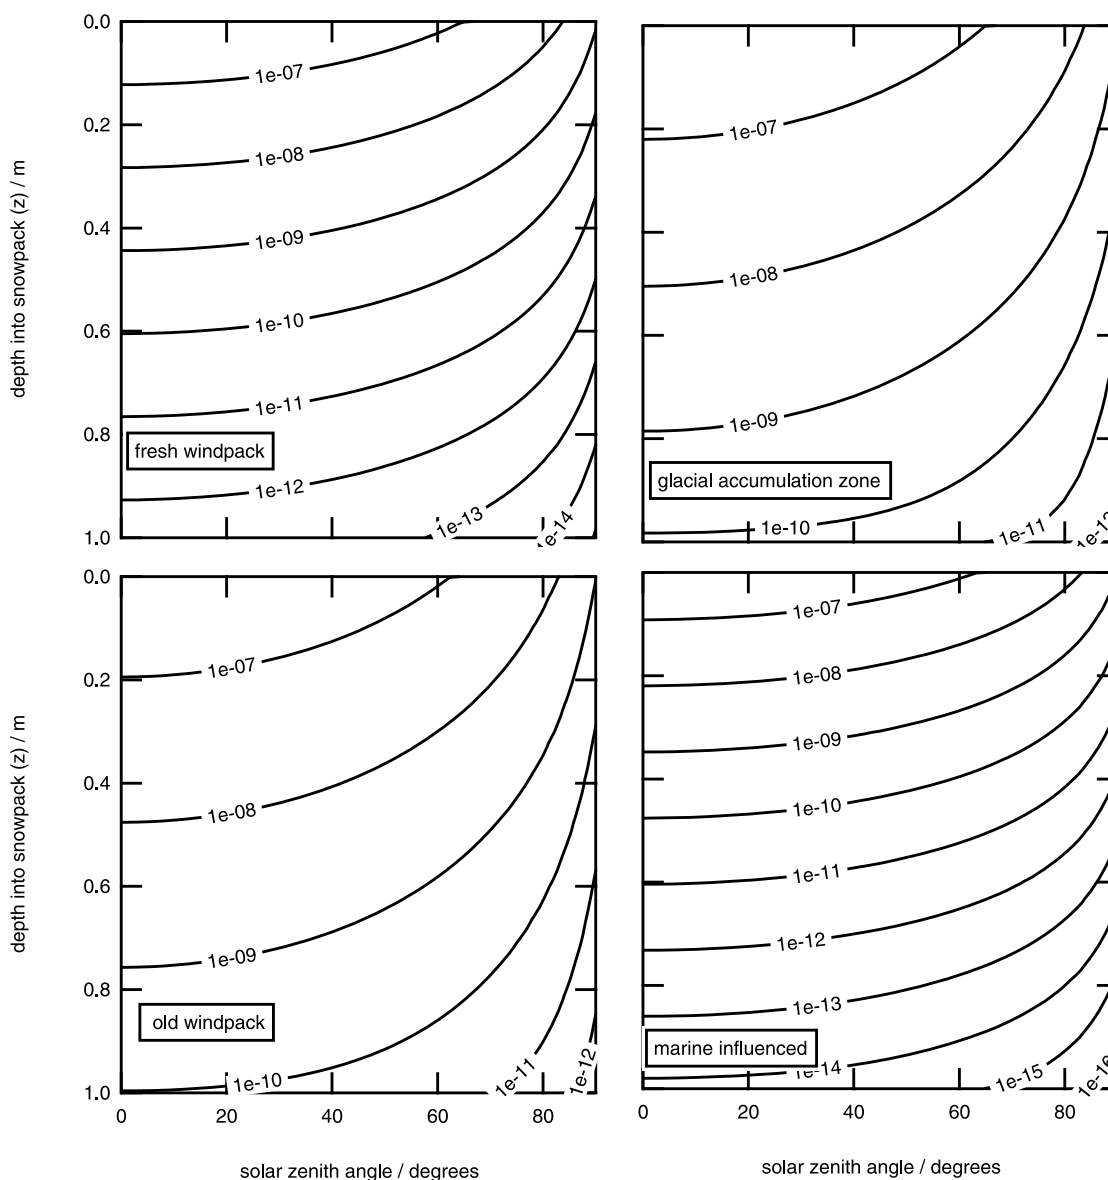 0.0
0.2
0.4
0.6
0.8
1.0
depth into snowpack (z) / m
1e-07
1e-08
1e-09
1e-10
1e-11
1e-12
1e-13
1e-14
fresh windpack
1e-07
1e-08
1e-09
1e-10
1e-11
glacial accumulation zone
0.0
0.2
0.4
0.6
0.8
1.0
depth into snowpack (z) / m
1e-07
1e-08
1e-09
1e-10
1e-11
1e-12
old windpack
0 20 40 60 80
solar zenith angle / degrees
1e-07
1e-08
1e-09
1e-10
1e-11
1e-12
1e-13
1e-14
1e-15
1e-16
marine influenced
0 20 40 60 80
solar zenith angle / degrees